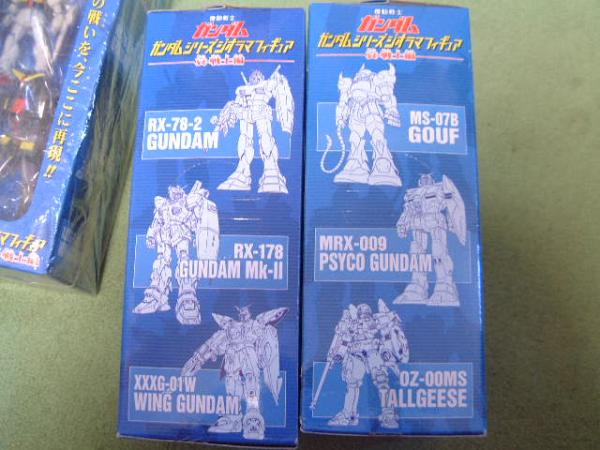 の戦いを、今ここに再現!!
機動戦士
ガンダム
ガンダムシリーズジオラマフィギュア
RX-78-2
GUNDAM
RX-178
GUNDAM Mk-II
XXXG-01W
WING GUNDAM
機動戦士
ガンダム
ガンダムシリーズジオラマフィギュア
MS-07B
GOUF
MRX-009
PSYCO GUNDAM
OZ-00MS
TALLGEESE